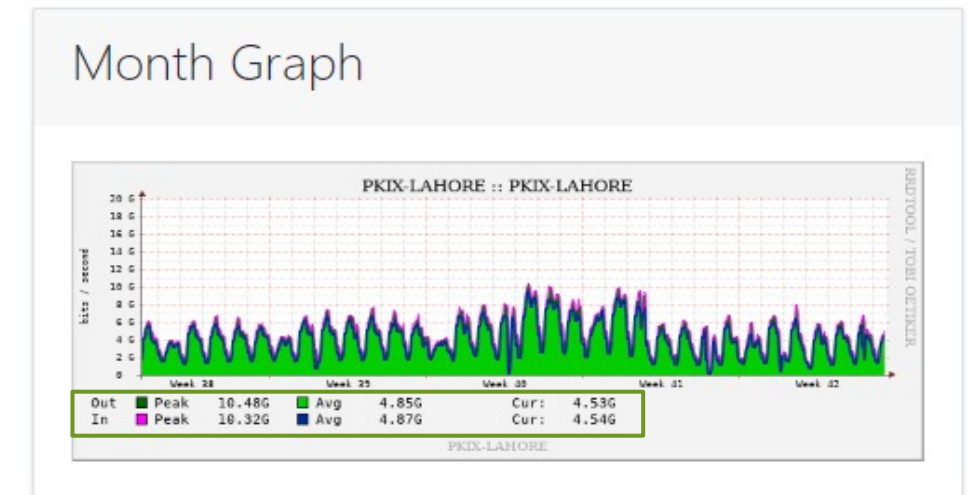 Month Graph
PKIX-LAHORE :: PKIX-LAHORE
RRDTOOL / TOBI OETIKER
bits / second
20 G
18 G
16 G
14 G
12 G
10 G
8 G
6 G
4 G
2 G
0
Week 38 Week 39 Week 40 Week 41 Week 42
Out Peak 10.48G Avg 4.85G Cur: 4.53G
In Peak 10.32G Avg 4.87G Cur: 4.54G
PKIX-LAHORE